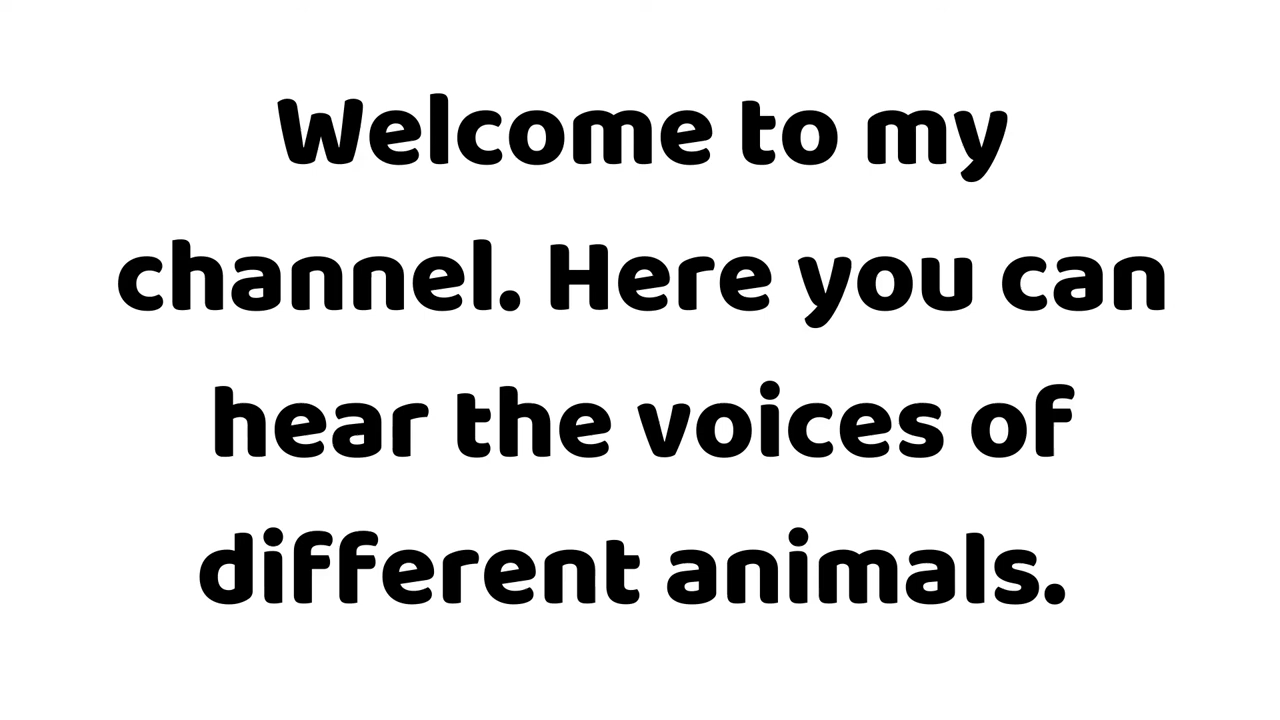 Welcome to my
channel. Here you can
hear the voices of
different animals.